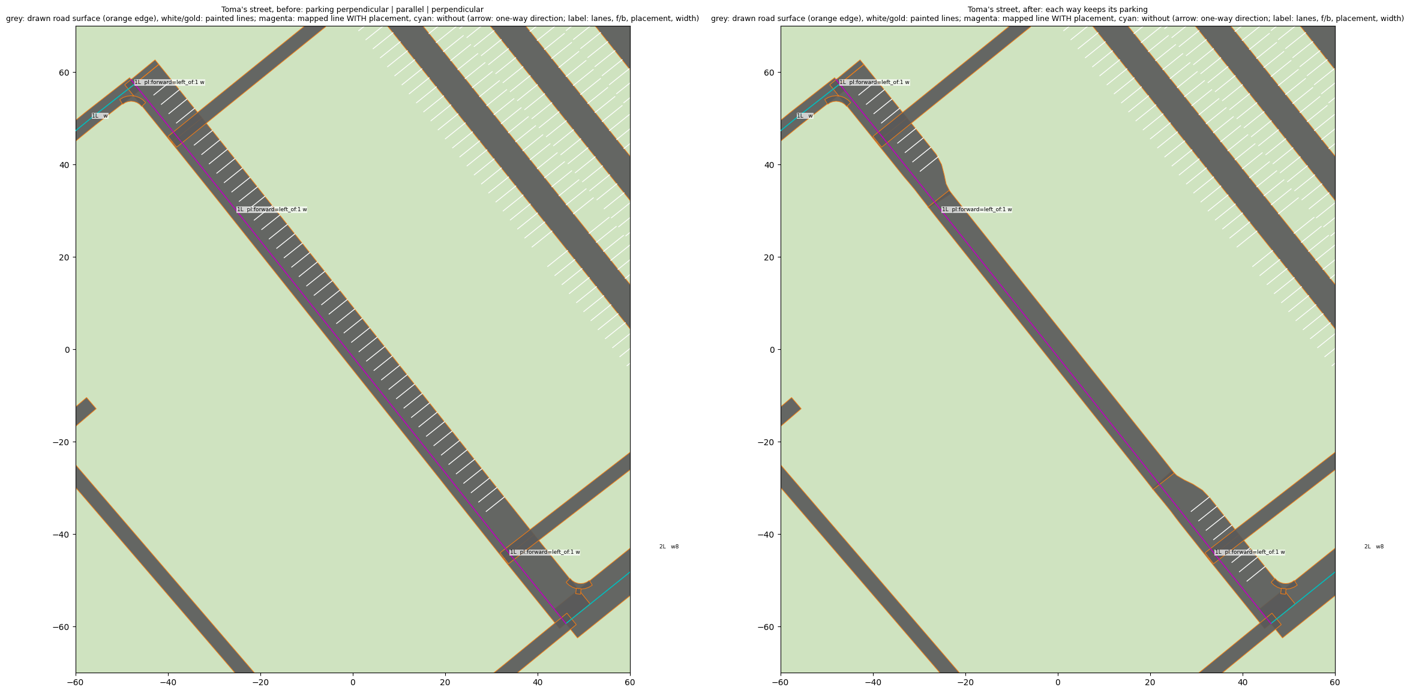 Toma's street, before: parking perpendicular | parallel | perpendicular
grey: drawn road surface (orange edge), white/gold: painted lines; magenta: mapped line WITH placement, cyan: without (arrow: one-way direction; label: lanes, f/b, placement, width)
60
40
20
0
−20
−40
−60
−60
−40
−20
0
20
40
60
1L pl:forward=left_of:1 w
1L w
1L pl:forward=left_of:1 w
1L pl:forward=left_of:1 w
2L w8
Toma's street, after: each way keeps its parking
grey: drawn road surface (orange edge), white/gold: painted lines; magenta: mapped line WITH placement, cyan: without (arrow: one-way direction; label: lanes, f/b, placement, width)
60
40
20
0
−20
−40
−60
−60
−40
−20
0
20
40
60
1L pl:forward=left_of:1 w
1L w
1L pl:forward=left_of:1 w
1L pl:forward=left_of:1 w
2L w8